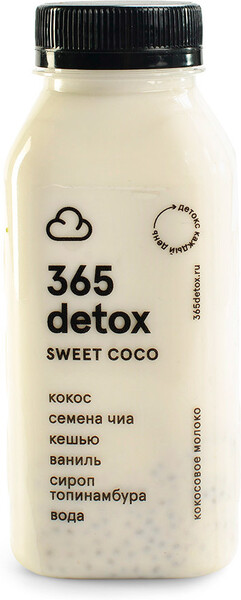 детокс каждый день
365
detox
SWEET COCO
365detox.ru
кокос
семена чиа
кешью
ваниль
сироп
топинамбура
вода
кокосовое молоко